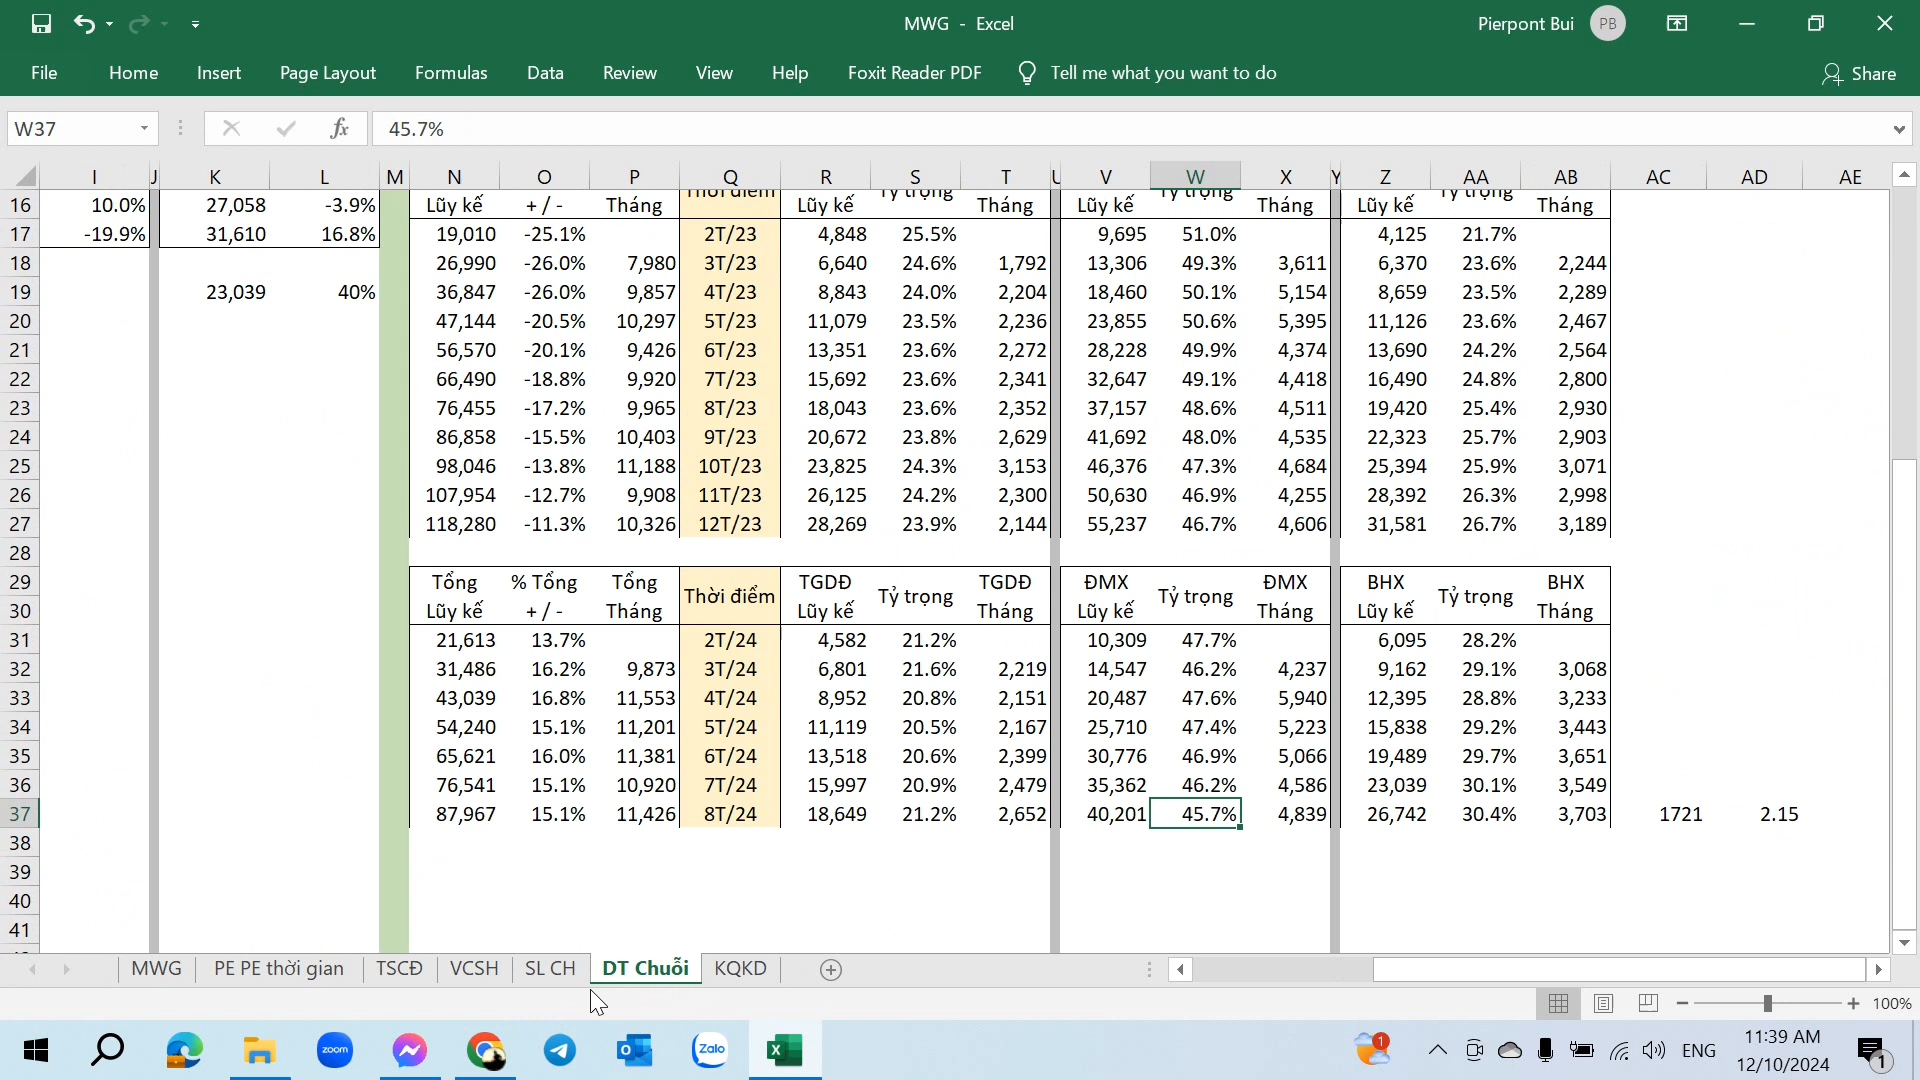 MWG - Excel
Pierpont Bui PB
File Home Insert Page Layout Formulas Data Review View Help Foxit Reader PDF Tell me what you want to do Share
W37 fx 45.7%
I J K L M N O P Q R S T U V W X Y Z AA AB AC AD AE
Thời điểm Tỷ trọng Tỷ trọng Tỷ trọng
16 10.0% 27,058 -3.9% Lũy kế + / - Tháng Lũy kế Tháng Lũy kế Tháng Lũy kế Tháng
17 -19.9% 31,610 16.8% 19,010 -25.1% 2T/23 4,848 25.5% 9,695 51.0% 4,125 21.7%
18 26,990 -26.0% 7,980 3T/23 6,640 24.6% 1,792 13,306 49.3% 3,611 6,370 23.6% 2,244
19 23,039 40% 36,847 -26.0% 9,857 4T/23 8,843 24.0% 2,204 18,460 50.1% 5,154 8,659 23.5% 2,289
20 47,144 -20.5% 10,297 5T/23 11,079 23.5% 2,236 23,855 50.6% 5,395 11,126 23.6% 2,467
21 56,570 -20.1% 9,426 6T/23 13,351 23.6% 2,272 28,228 49.9% 4,374 13,690 24.2% 2,564
22 66,490 -18.8% 9,920 7T/23 15,692 23.6% 2,341 32,647 49.1% 4,418 16,490 24.8% 2,800
23 76,455 -17.2% 9,965 8T/23 18,043 23.6% 2,352 37,157 48.6% 4,511 19,420 25.4% 2,930
24 86,858 -15.5% 10,403 9T/23 20,672 23.8% 2,629 41,692 48.0% 4,535 22,323 25.7% 2,903
25 98,046 -13.8% 11,188 10T/23 23,825 24.3% 3,153 46,376 47.3% 4,684 25,394 25.9% 3,071
26 107,954 -12.7% 9,908 11T/23 26,125 24.2% 2,300 50,630 46.9% 4,255 28,392 26.3% 2,998
27 118,280 -11.3% 10,326 12T/23 28,269 23.9% 2,144 55,237 46.7% 4,606 31,581 26.7% 3,189
28
29 Tổng % Tổng Tổng Thời điểm TGDĐ Tỷ trọng TGDĐ ĐMX Tỷ trọng ĐMX BHX Tỷ trọng BHX
30 Lũy kế + / - Tháng Lũy kế Tháng Lũy kế Tháng Lũy kế Tháng
31 21,613 13.7% 2T/24 4,582 21.2% 10,309 47.7% 6,095 28.2%
32 31,486 16.2% 9,873 3T/24 6,801 21.6% 2,219 14,547 46.2% 4,237 9,162 29.1% 3,068
33 43,039 16.8% 11,553 4T/24 8,952 20.8% 2,151 20,487 47.6% 5,940 12,395 28.8% 3,233
34 54,240 15.1% 11,201 5T/24 11,119 20.5% 2,167 25,710 47.4% 5,223 15,838 29.2% 3,443
35 65,621 16.0% 11,381 6T/24 13,518 20.6% 2,399 30,776 46.9% 5,066 19,489 29.7% 3,651
36 76,541 15.1% 10,920 7T/24 15,997 20.9% 2,479 35,362 46.2% 4,586 23,039 30.1% 3,549
37 87,967 15.1% 11,426 8T/24 18,649 21.2% 2,652 40,201 45.7% 4,839 26,742 30.4% 3,703 1721 2.15
38
39
40
41
MWG PE PE thời gian TSCĐ VCSH SL CH DT Chuỗi KQKD
100%
zoom Zalo 1 ENG 11:39 AM
12/10/2024 1